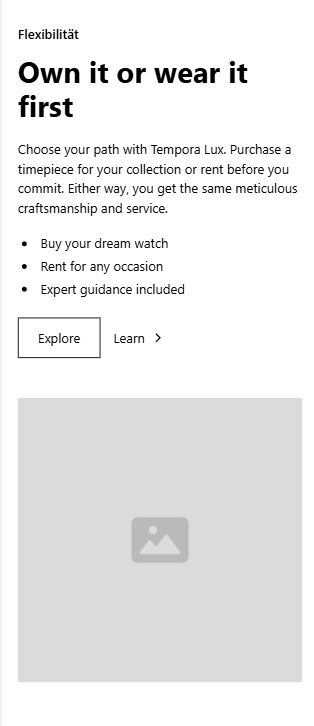 Flexibilität
Own it or wear it
first
Choose your path with Tempora Lux. Purchase a
timepiece for your collection or rent before you
commit. Either way, you get the same meticulous
craftsmanship and service.
Buy your dream watch
Rent for any occasion
Expert guidance included
Explore Learn